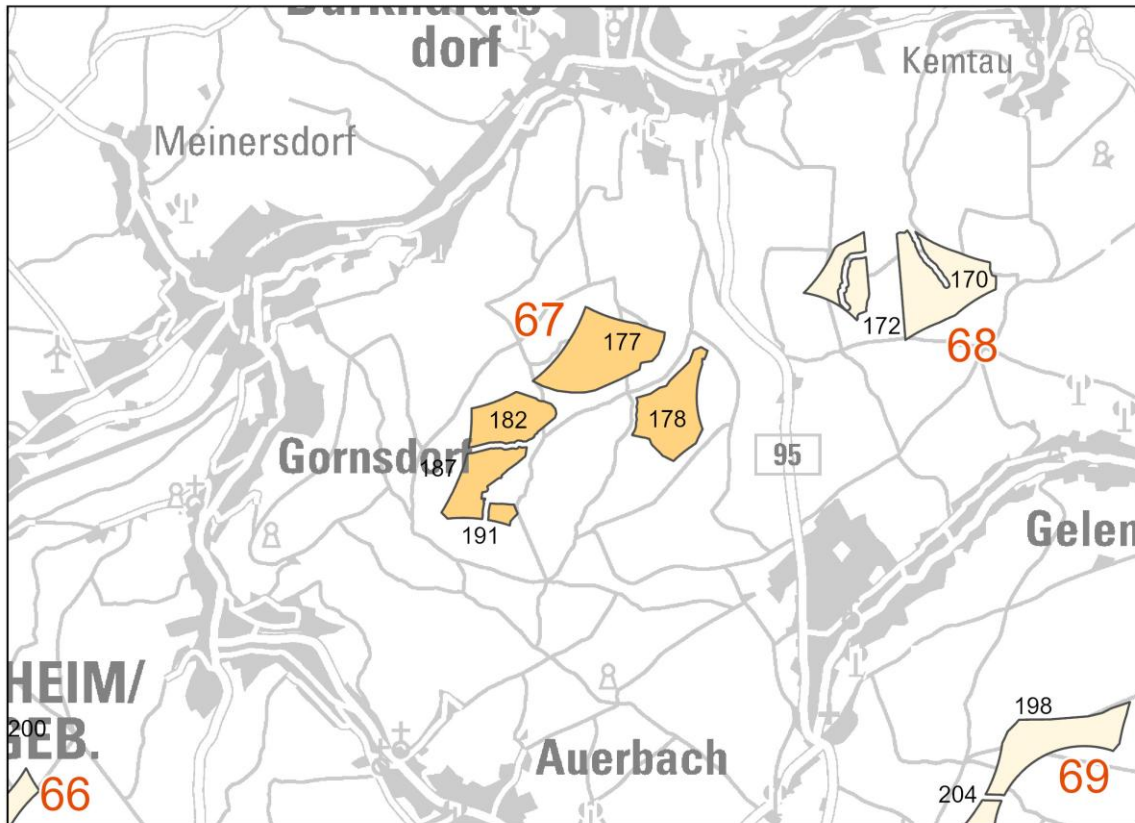 dorf
Kemtau
Meinersdorf
170
67
177
172
68
182
178
Gornsdorf
187
95
191
Gelen
HEIM/
200
GEB.
198
Auerbach
66
204
69